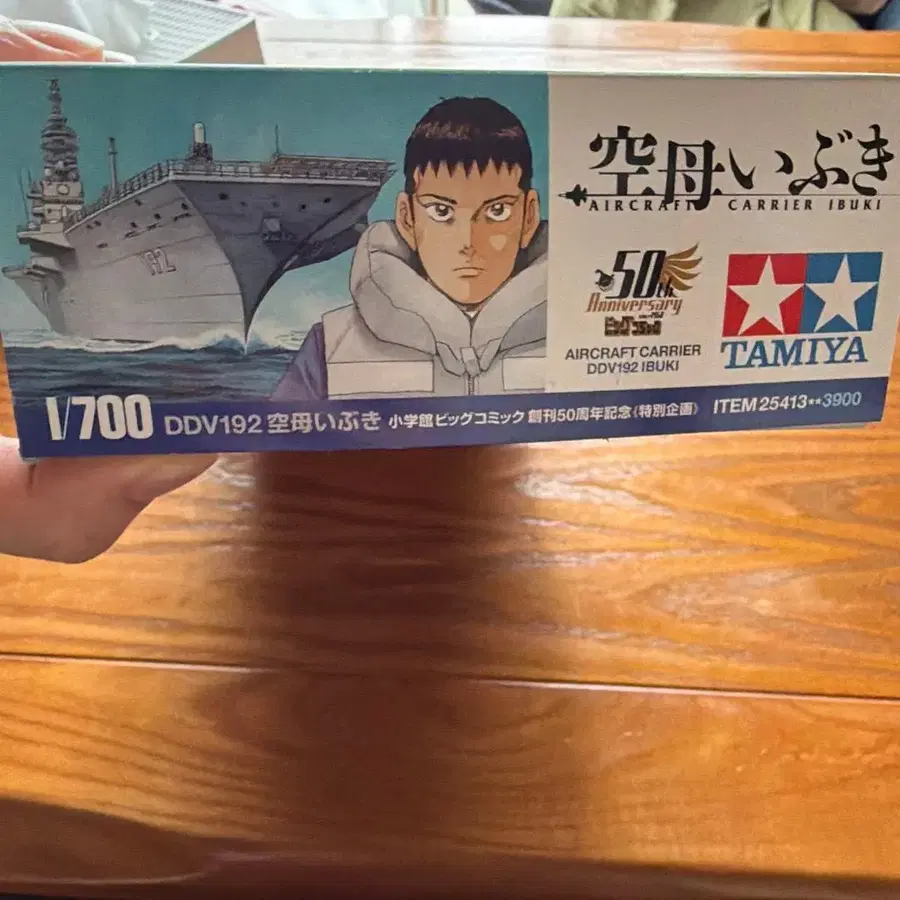 空母いぶき
AIRCRAFT CARRIER IBUKI
50th
Anniversary
ビッグコミック
AIRCRAFT CARRIER
DDV192 IBUKI
TAMIYA
192
1/700 DDV192 空母いぶき 小学館ビッグコミック 創刊50周年記念《特別企画》 ITEM 25413★★3900